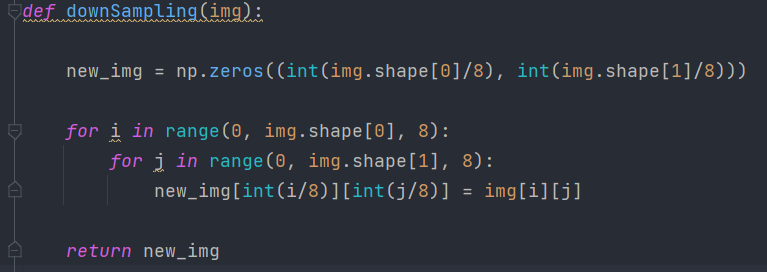 def downSampling(img):
new_img = np.zeros((int(img.shape[0]/8), int(img.shape[1]/8)))
for i in range(0, img.shape[0], 8):
for j in range(0, img.shape[1], 8):
new_img[int(i/8)][int(j/8)] = img[i][j]
return new_img